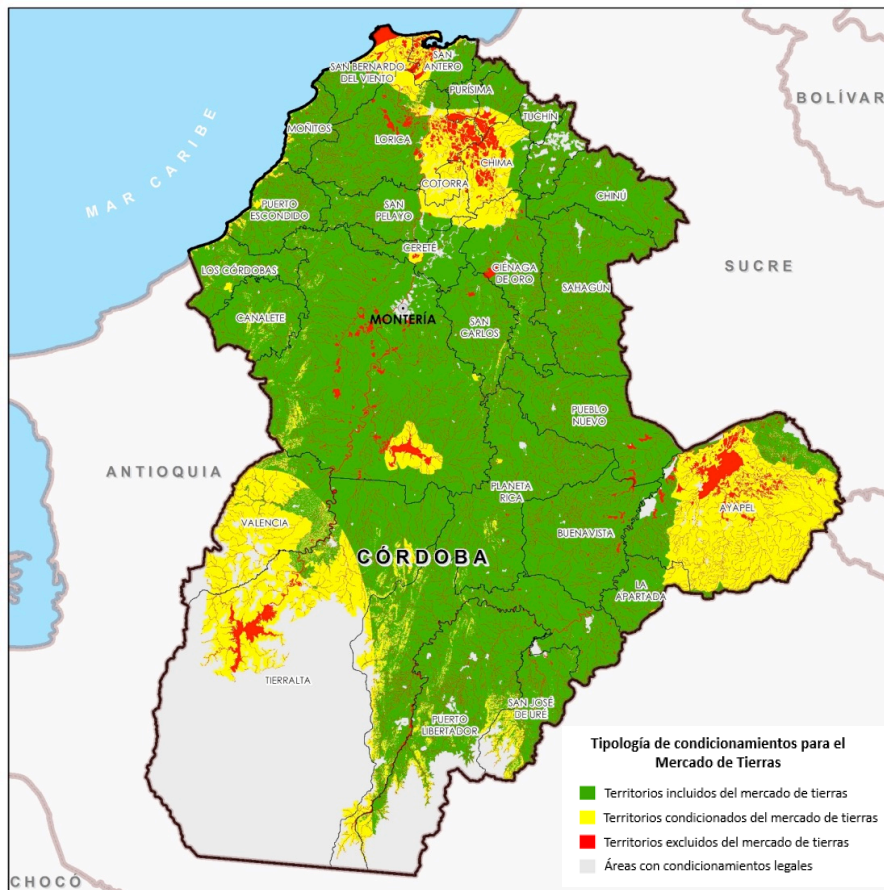 SAN
ANTERO
SAN BERNARDO
DEL VIENTO
PURÍSIMA
BOLÍVAR
TUCHIN
MOÑITOS
LORICA
CHIMA
MAR CARIBE
COTORRA
CHINÚ
PUERTO
ESCONDIDO
SAN
PELAYO
CERETÉ
SUCRE
LOS CÓRDOBAS
CIÉNAGA
DE ORO
SAHAGÚN
CANALETE
MONTERÍA
SAN
CARLOS
PUEBLO
NUEVO
ANTIOQUIA
PLANETA
RICA
AYAPEL
VALENCIA
BUENAVISTA
CÓRDOBA
LA
APARTADA
TIERRALTA
SAN JOSÉ
DE URE
PUERTO
LIBERTADOR
Tipología de condicionamientos para el
Mercado de Tierras
Territorios incluidos del mercado de tierras
Territorios condicionados del mercado de tierras
Territorios excluidos del mercado de tierras
Áreas con condicionamientos legales
CHOCÓ